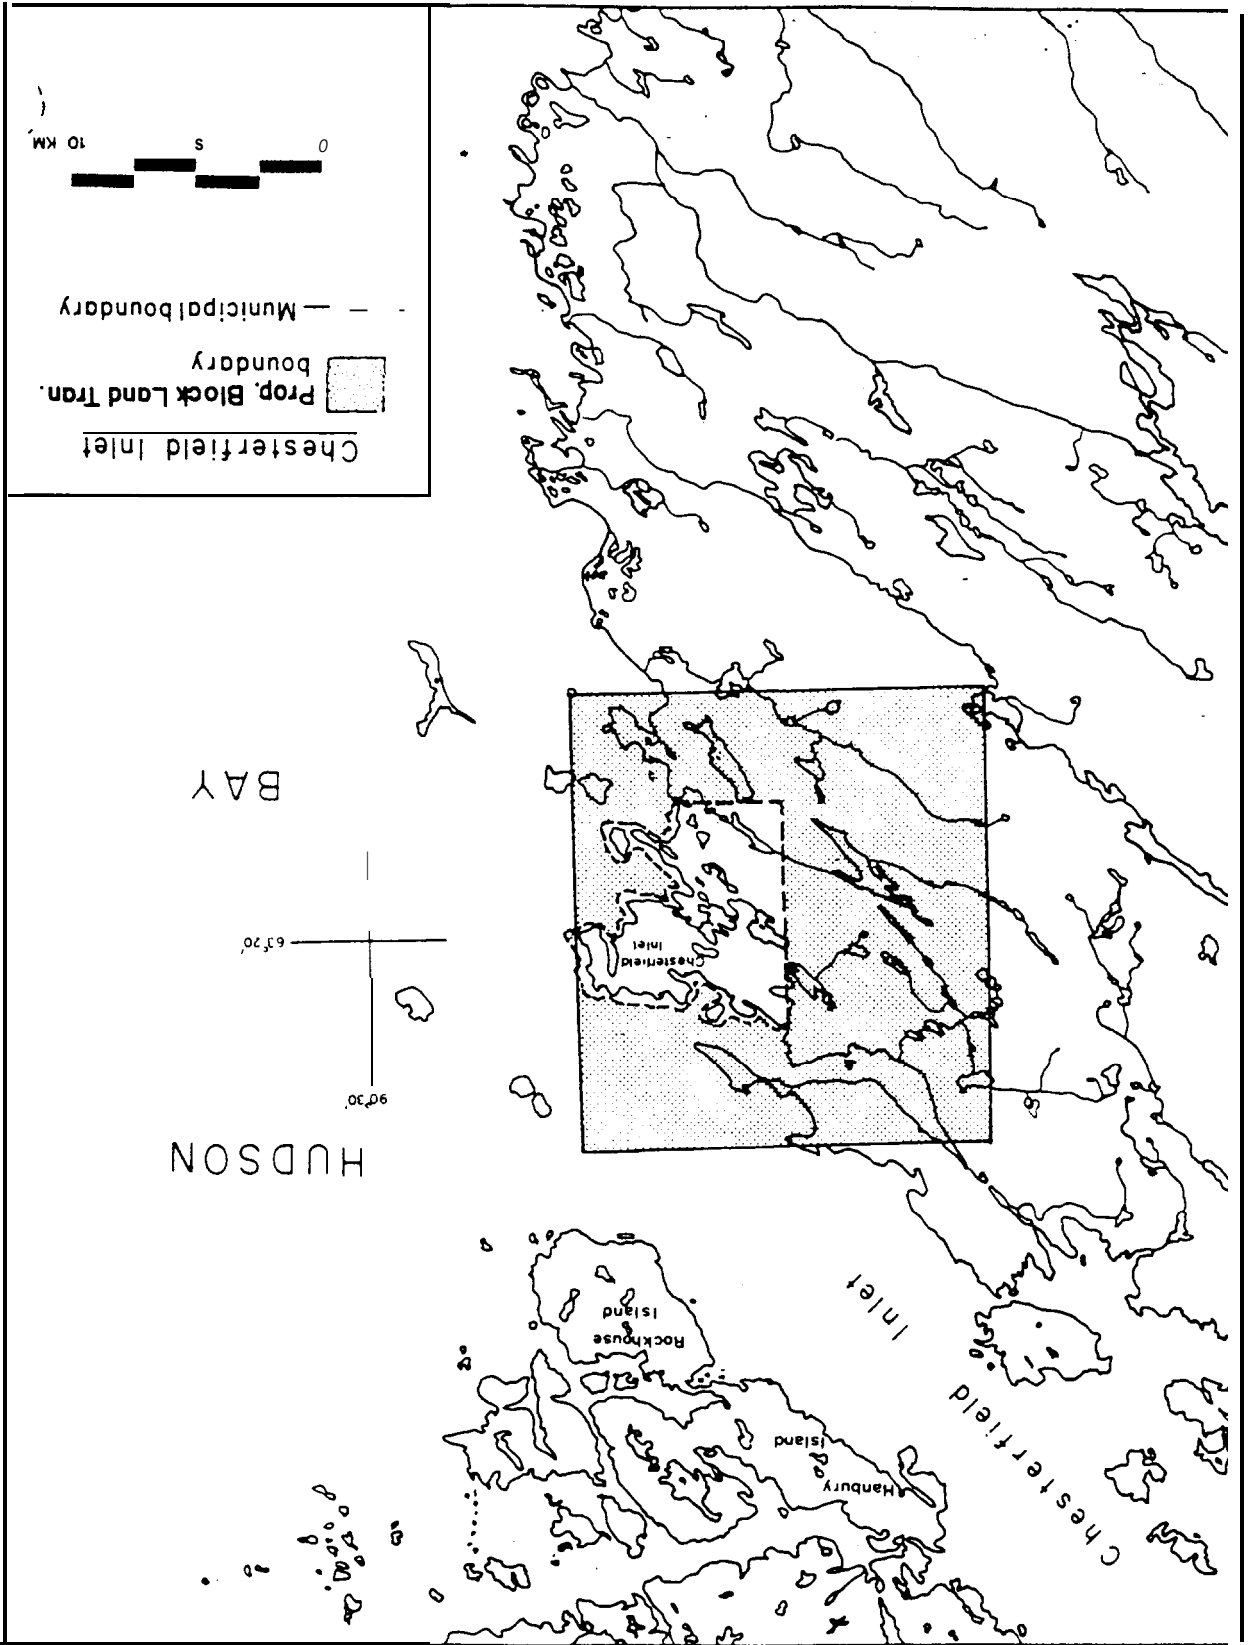 Chesterfield
Inlet
Hanbury
Island
Rockhouse
Island
HUDSON
90°30'
63°20'
Chesterfield
Inlet
BAY
Chesterfield Inlet
Prop. Block Land Tran.
boundary
Municipal boundary
0 5 10 KM.